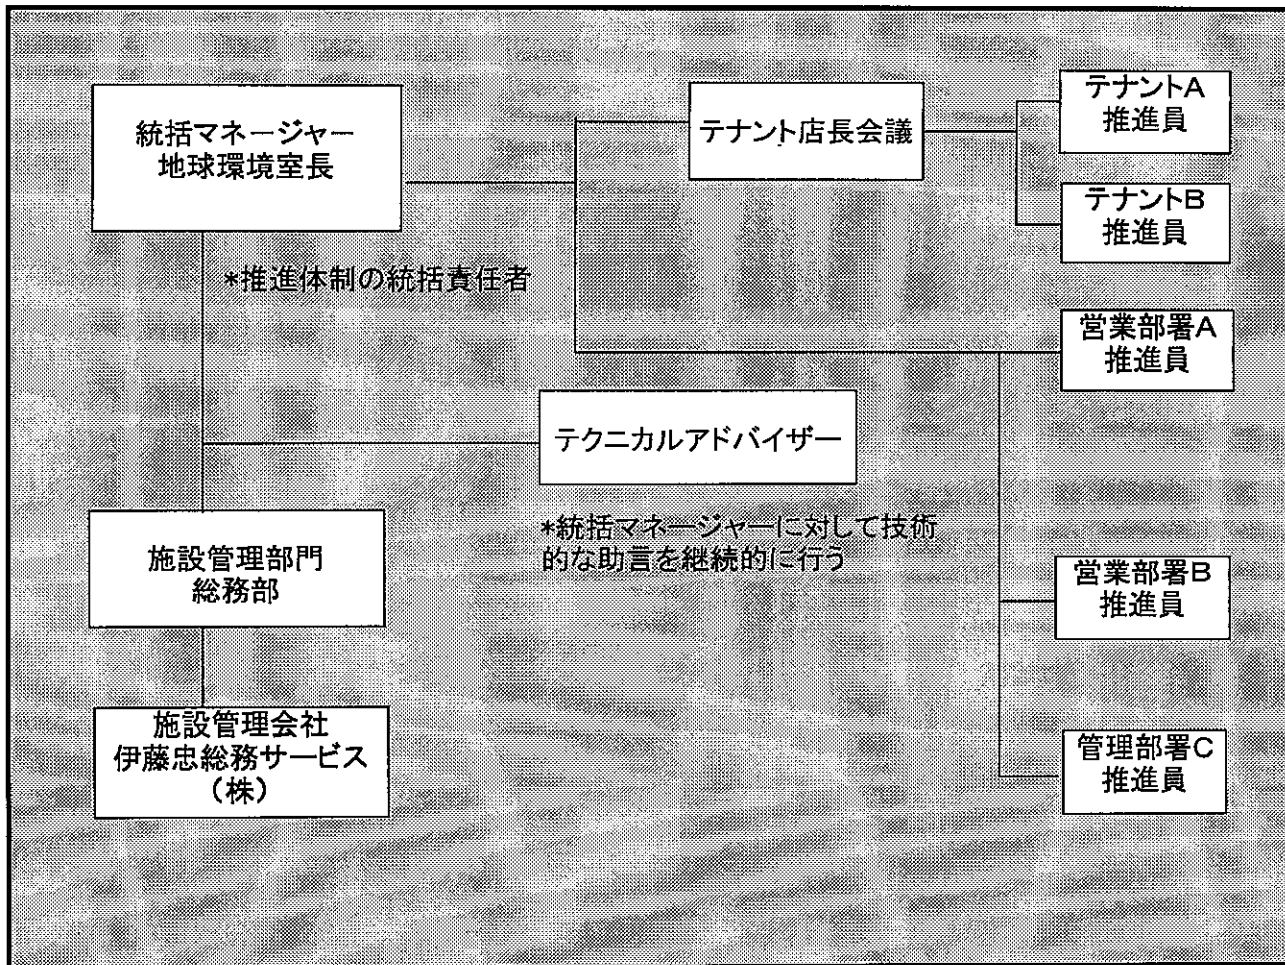 統括マネージャー
地球環境室長
*推進体制の統括責任者
テナント店長会議
テナントA
推進員
テナントB
推進員
営業部署A
推進員
テクニカルアドバイザー
*統括マネージャーに対して技術
的な助言を継続的に行う
施設管理部門
総務部
営業部署B
推進員
施設管理会社
伊藤忠総務サービス
（株）
管理部署C
推進員